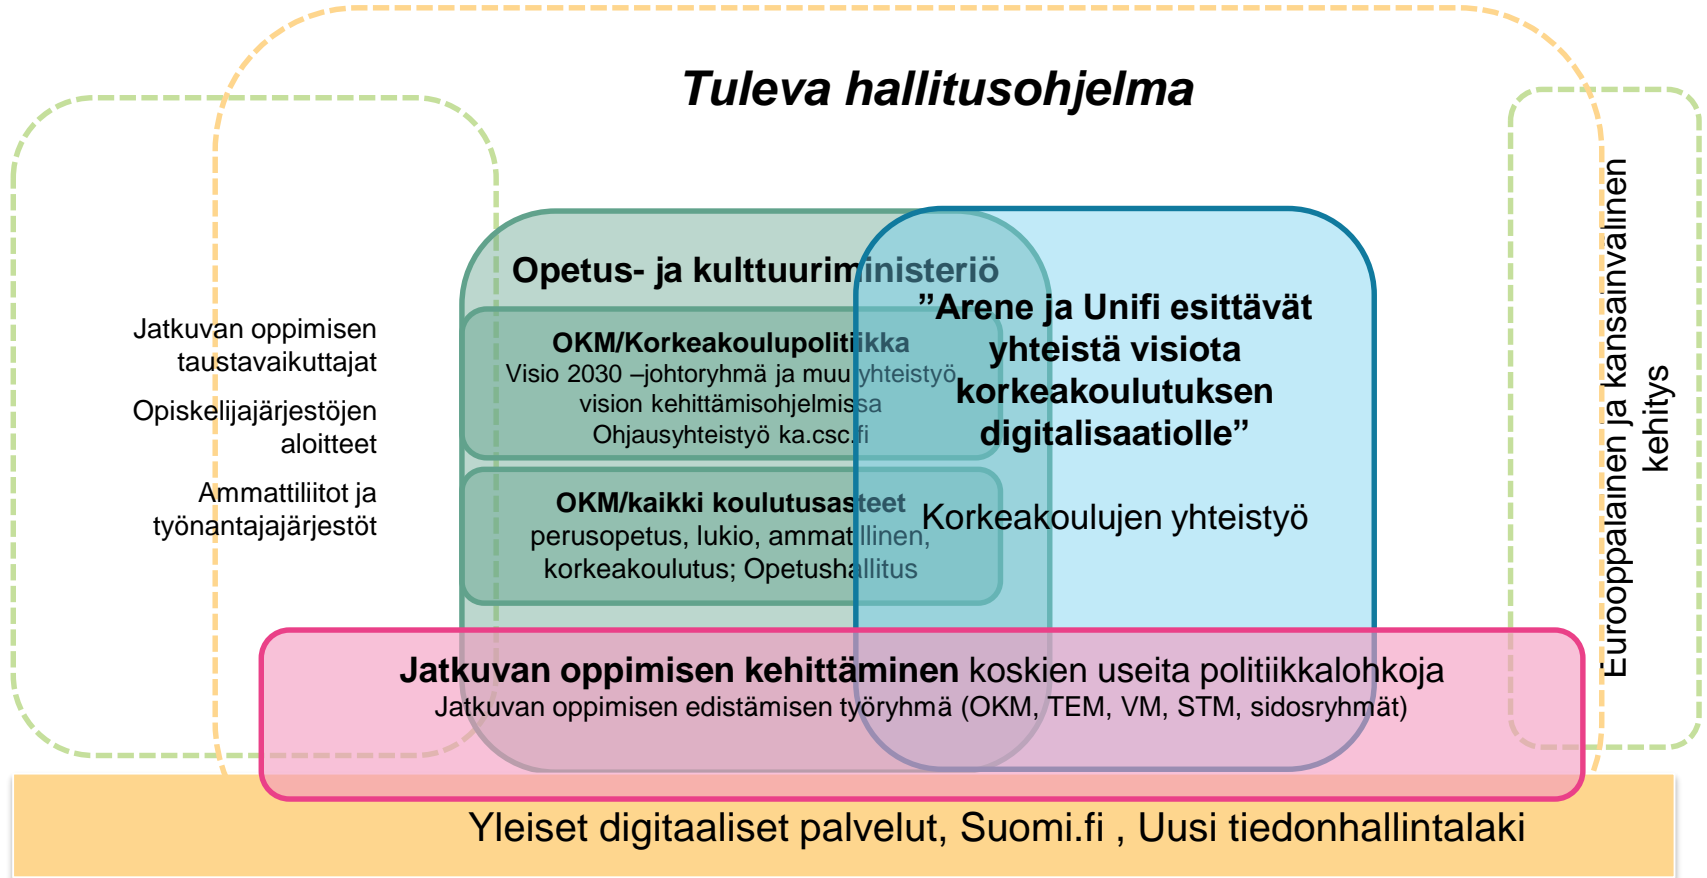 Tuleva hallitusohjelma
Jatkuvan oppimisen
taustavaikuttajat
Opiskelijajärjestöjen
aloitteet
Ammattiliitot ja
työnantajajärjestöt
Opetus- ja kulttuuriministeriö
OKM/Korkeakoulupolitiikka
Visio 2030 –johtoryhmä ja muu yhteistyö
vision kehittämisohjelmissa
Ohjausyhteistyö ka.csc.fi
OKM/kaikki koulutusasteet
perusopetus, lukio, ammatillinen,
korkeakoulutus; Opetushallitus
”Arene ja Unifi esittävät
yhteistä visiota
korkeakoulutuksen
digitalisaatiolle”
Korkeakoulujen yhteistyö
Eurooppalainen ja kansainvälinen
kehitys
Jatkuvan oppimisen kehittäminen koskien useita politiikkalohkoja
Jatkuvan oppimisen edistämisen työryhmä (OKM, TEM, VM, STM, sidosryhmät)
Yleiset digitaaliset palvelut, Suomi.fi , Uusi tiedonhallintalaki